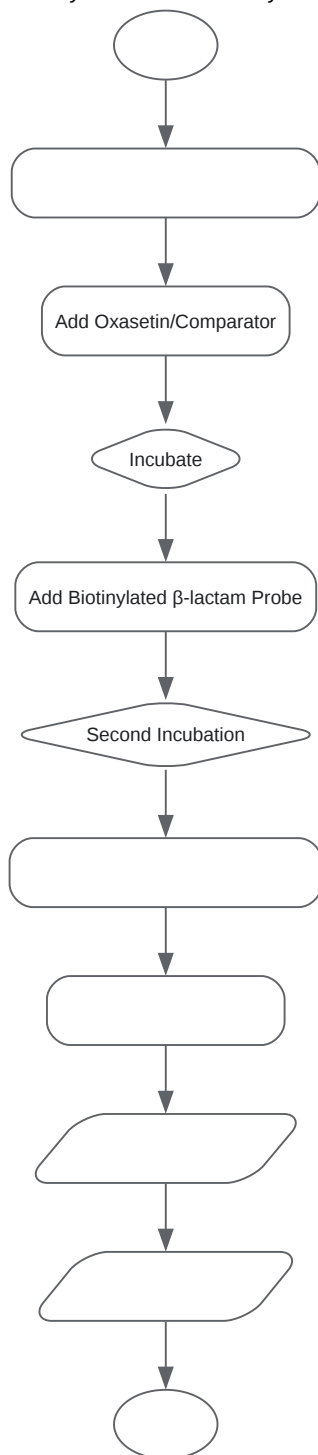 Add Oxasetin/Comparator
Incubate
Add Biotinylated β-lactam Probe
Second Incubation